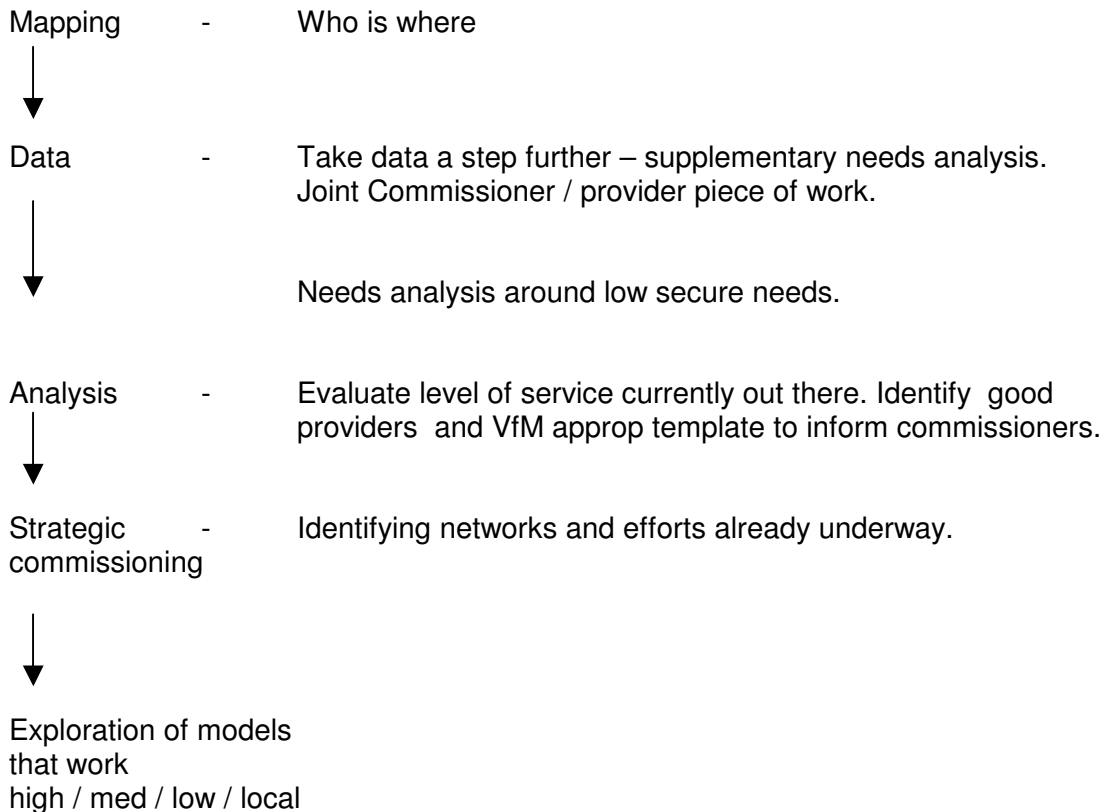 Mapping - Who is where
Data - Take data a step further – supplementary needs analysis.
Joint Commissioner / provider piece of work.
Needs analysis around low secure needs.
Analysis - Evaluate level of service currently out there. Identify good
providers and VfM approp template to inform commissioners.
Strategic - Identifying networks and efforts already underway.
commissioning
Exploration of models
that work
high / med / low / local